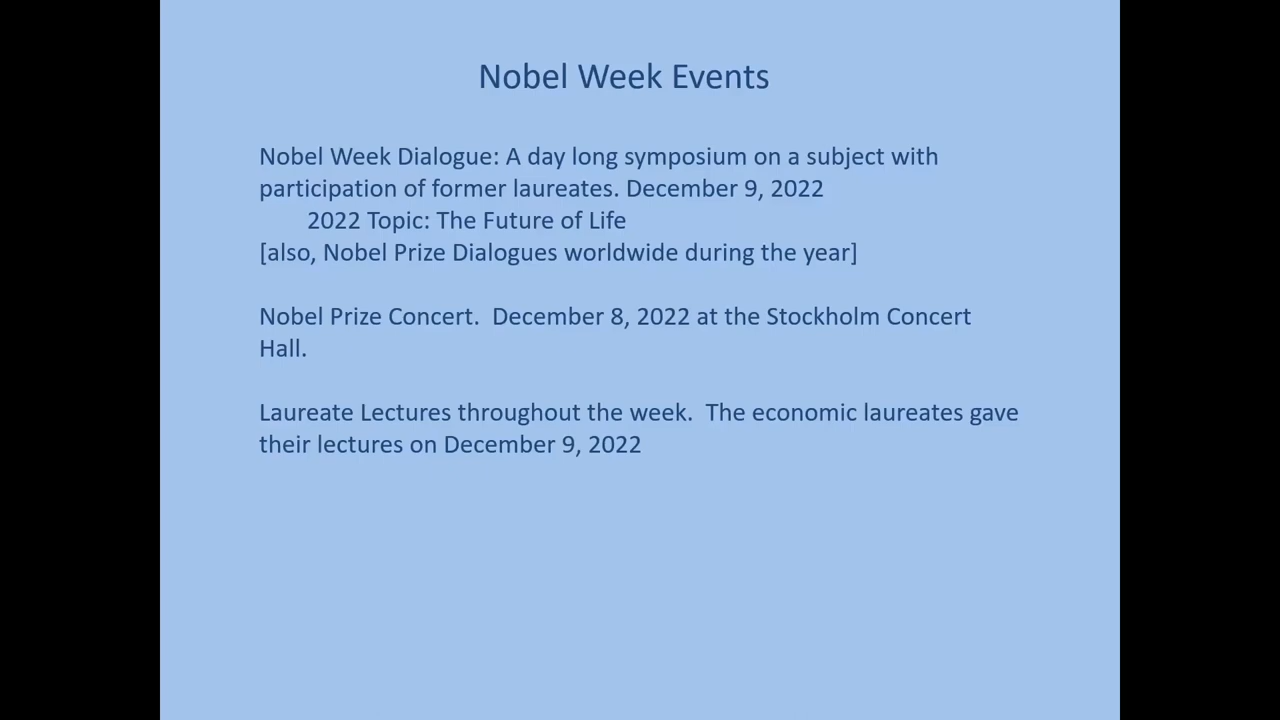 Nobel Week Events
Nobel Week Dialogue: A day long symposium on a subject with
participation of former laureates. December 9, 2022
2022 Topic: The Future of Life
[also, Nobel Prize Dialogues worldwide during the year]
Nobel Prize Concert.  December 8, 2022 at the Stockholm Concert
Hall.
Laureate Lectures throughout the week.  The economic laureates gave
their lectures on December 9, 2022